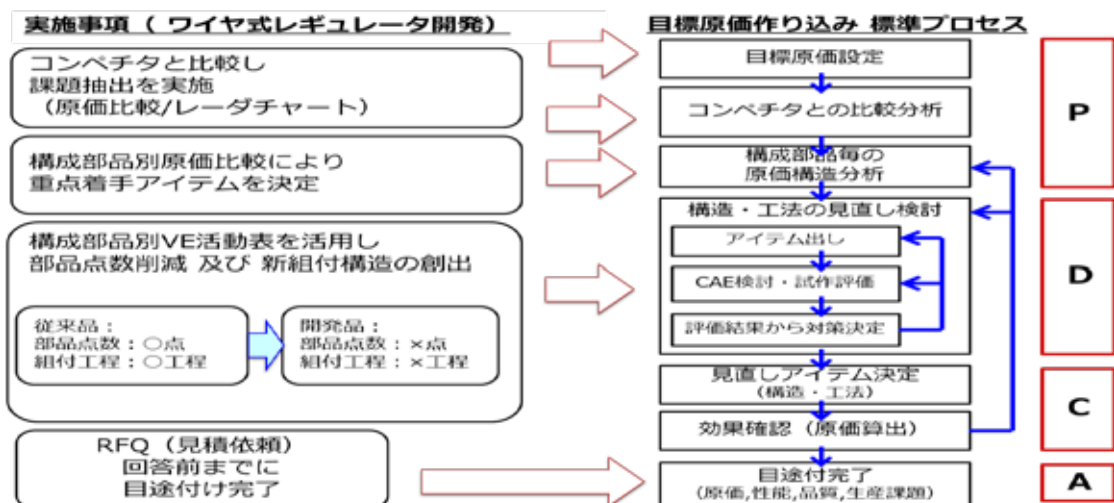 実施事項（ ワイヤ式レギュレータ開発）
コンペチタと比較し
課題抽出を実施
（原価比較/レーダチャート）
構成部品別原価比較により
重点着手アイテムを決定
構成部品別VE活動表を活用し
部品点数削減 及び 新組付構造の創出
従来品：
部品点数：○点
組付工程：○工程
開発品：
部品点数：×点
組付工程：×工程
RFQ（見積依頼）
回答前までに
目途付け完了
目標原価作り込み 標準プロセス
目標原価設定
コンペチタとの比較分析
構成部品毎の
原価構造分析
構造・工法の見直し検討
アイテム出し
CAE検討・試作評価
評価結果から対策決定
見直しアイテム決定
（構造・工法）
効果確認（原価算出）
目途付完了
（原価,性能,品質,生産課題）
P
D
C
A